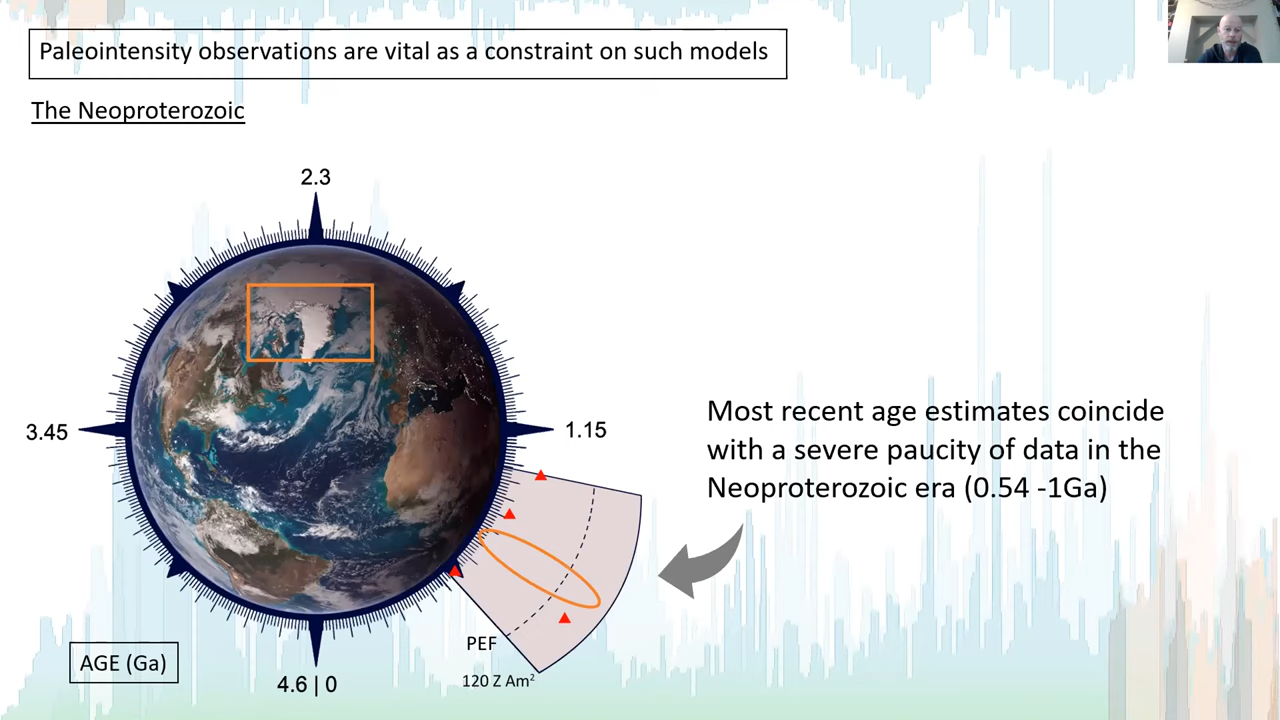 Paleointensity observations are vital as a constraint on such models
The Neoproterozoic
2.3
3.45
1.15
Most recent age estimates coincide
with a severe paucity of data in the
Neoproterozoic era (0.54 -1Ga)
PEF
AGE (Ga)
4.6 | 0
120 Z Am²